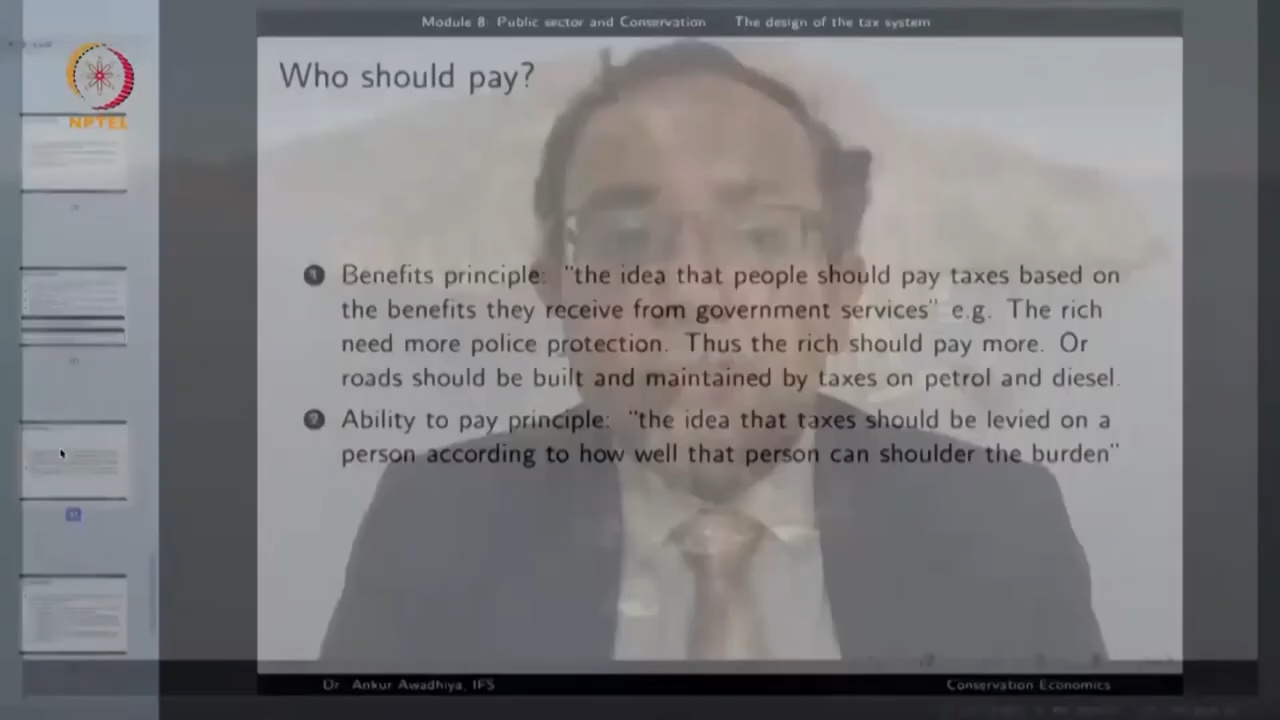 Module 8: Public sector and Conservation The design of the tax system
NPTEL
Who should pay?
1 Benefits principle: "the idea that people should pay taxes based on
the benefits they receive from government services" e.g. The rich
need more police protection. Thus the rich should pay more. Or
roads should be built and maintained by taxes on petrol and diesel.
2 Ability to pay principle: "the idea that taxes should be levied on a
person according to how well that person can shoulder the burden"
Dr Ankur Awadhiya, IFS Conservation Economics